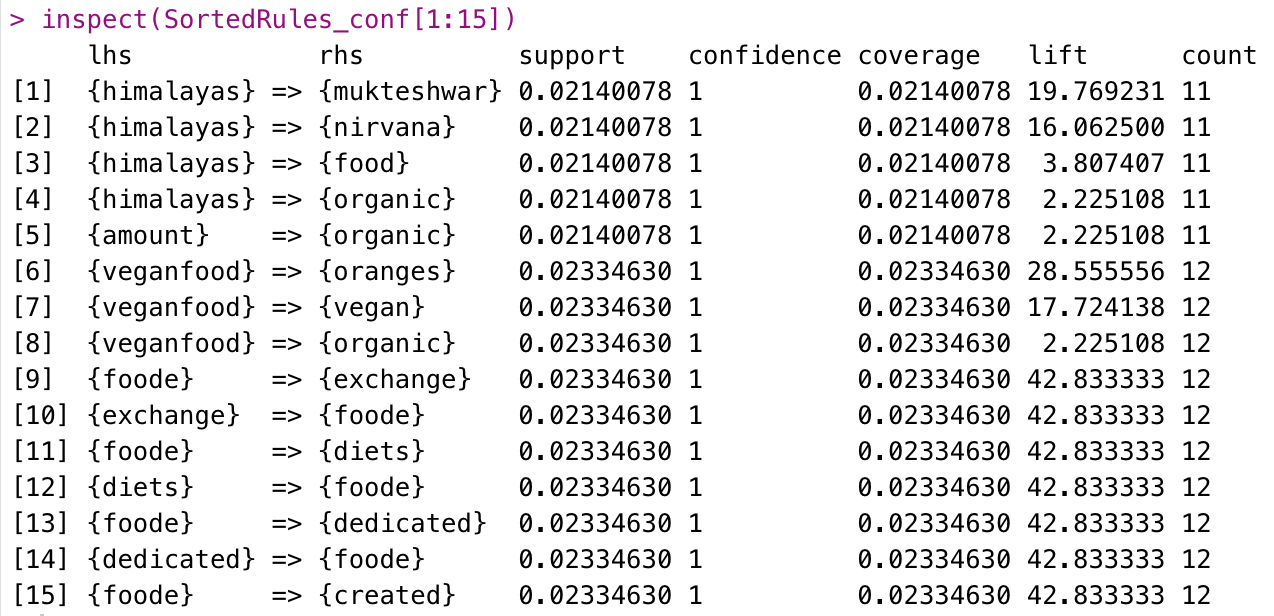 > inspect(SortedRules_conf[1:15])
     lhs            rhs          support    confidence coverage   lift      count
[1]  {himalayas} => {mukteshwar} 0.02140078 1          0.02140078 19.769231 11
[2]  {himalayas} => {nirvana}    0.02140078 1          0.02140078 16.062500 11
[3]  {himalayas} => {food}       0.02140078 1          0.02140078  3.807407 11
[4]  {himalayas} => {organic}    0.02140078 1          0.02140078  2.225108 11
[5]  {amount}    => {organic}    0.02140078 1          0.02140078  2.225108 11
[6]  {veganfood} => {oranges}    0.02334630 1          0.02334630 28.555556 12
[7]  {veganfood} => {vegan}      0.02334630 1          0.02334630 17.724138 12
[8]  {veganfood} => {organic}    0.02334630 1          0.02334630  2.225108 12
[9]  {foode}     => {exchange}   0.02334630 1          0.02334630 42.833333 12
[10] {exchange}  => {foode}      0.02334630 1          0.02334630 42.833333 12
[11] {foode}     => {diets}      0.02334630 1          0.02334630 42.833333 12
[12] {diets}     => {foode}      0.02334630 1          0.02334630 42.833333 12
[13] {foode}     => {dedicated}  0.02334630 1          0.02334630 42.833333 12
[14] {dedicated} => {foode}      0.02334630 1          0.02334630 42.833333 12
[15] {foode}     => {created}    0.02334630 1          0.02334630 42.833333 12